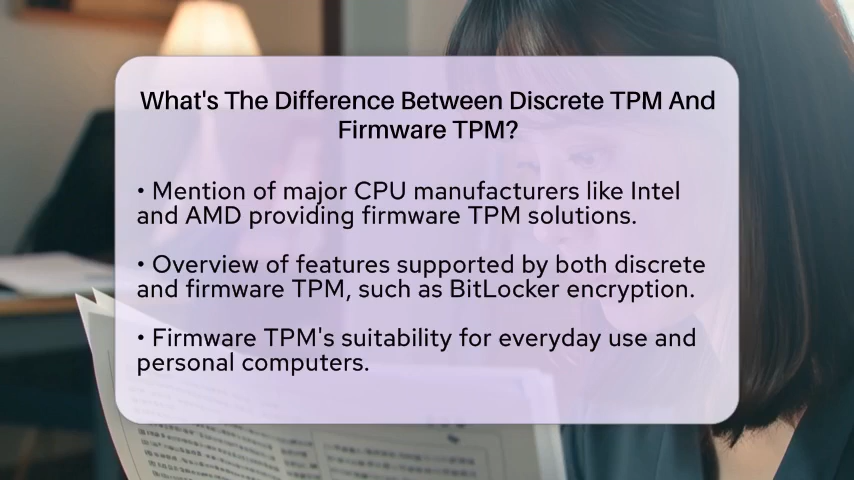 What's The Difference Between Discrete TPM And
Firmware TPM?
• Mention of major CPU manufacturers like Intel
and AMD providing firmware TPM solutions.
• Overview of features supported by both discrete
and firmware TPM, such as BitLocker encryption.
• Firmware TPM's suitability for everyday use and
personal computers.